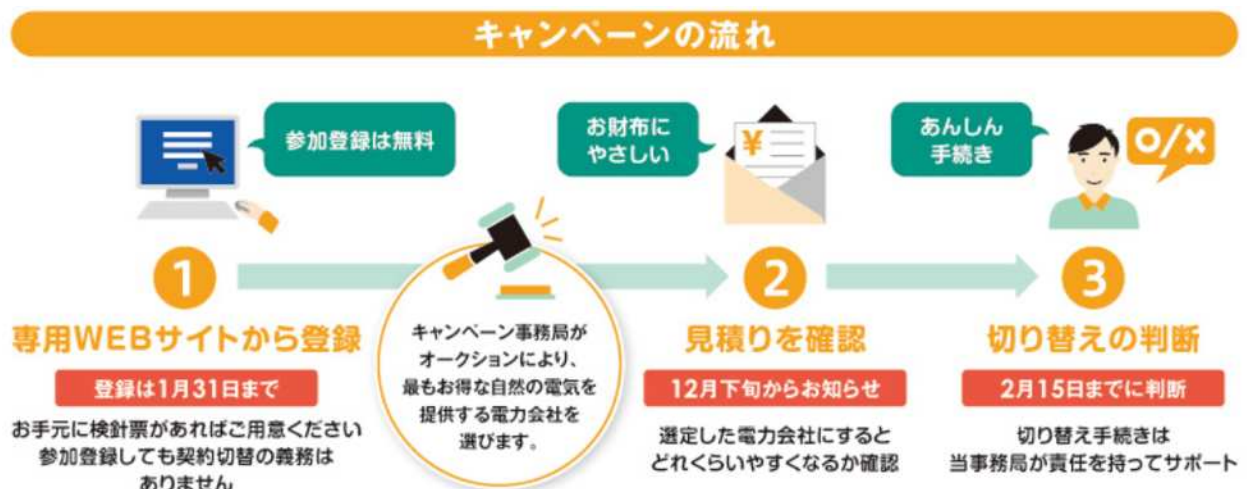 キャンペーンの流れ
参加登録は無料
お財布に
やさしい
¥
あんしん
手続き
O/X
1
専用WEBサイトから登録
登録は1月31日まで
お手元に検針票があればご用意ください
参加登録しても契約切替の義務は
ありません
キャンペーン事務局が
オークションにより、
最もお得な自然の電気を
提供する電力会社を
選びます。
2
見積りを確認
12月下旬からお知らせ
選定した電力会社にすると
どれくらいやすくなるか確認
3
切り替えの判断
2月15日までに判断
切り替え手続きは
当事務局が責任を持ってサポート